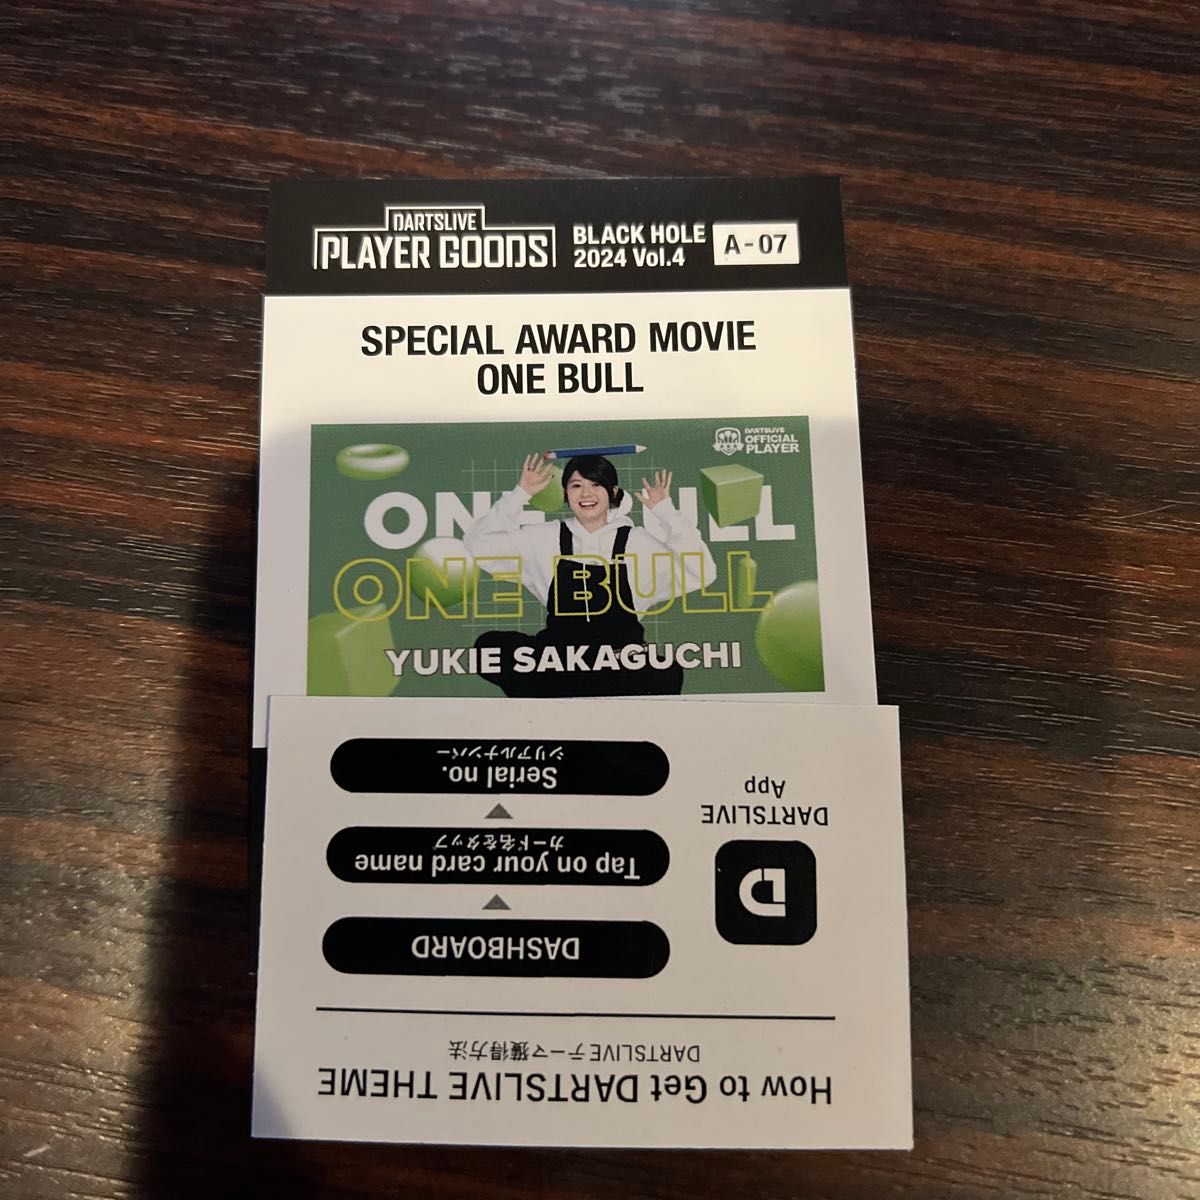 DARTSLIVE
PLAYER GOODS
BLACK HOLE
2024 Vol.4
A-07
SPECIAL AWARD MOVIE
ONE BULL
DARTSLIVE
OFFICIAL
PLAYER
ONE BULL
ONE BULL
YUKIE SAKAGUCHI
How to Get DARTSLIVE THEME
DARTSLIVEテーマ獲得方法
DARTSLIVE
App
DASHBOARD
Tap on your card name
カード名をタップ
Serial no.
シリアルナンバー